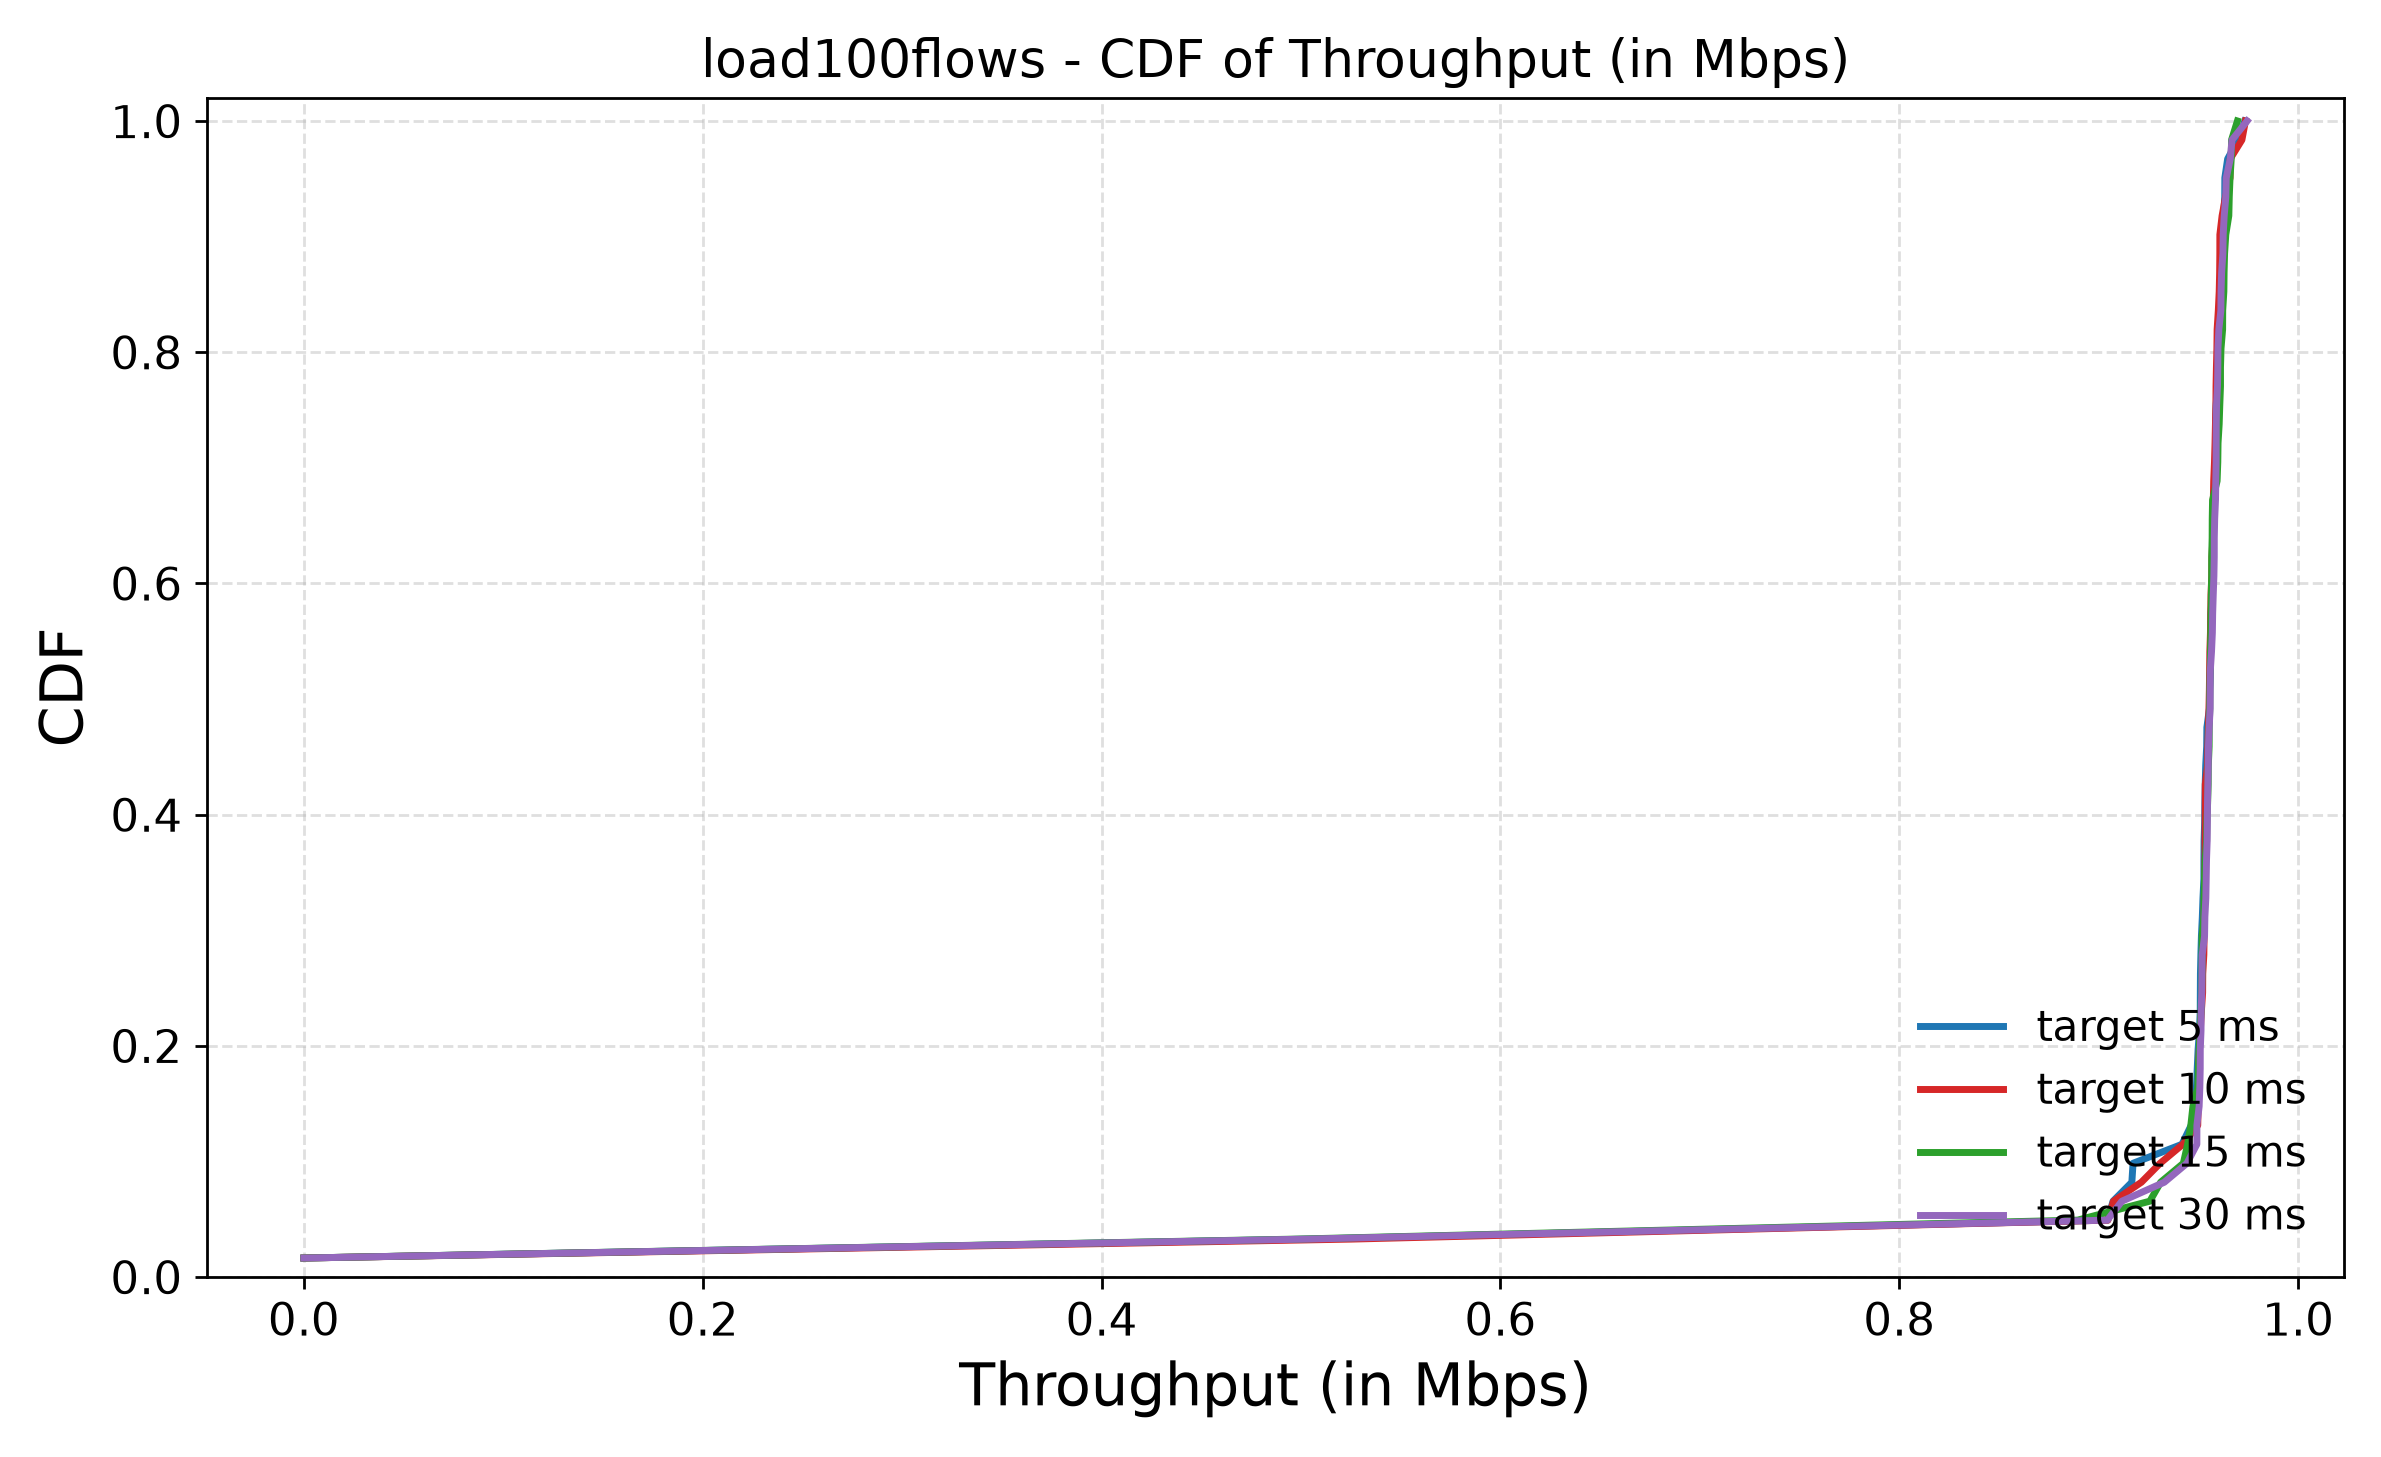 load100flows - CDF of Throughput (in Mbps)
1.0
0.8
0.6
0.4
0.2
0.0
CDF
target 5 ms
target 10 ms
target 15 ms
target 30 ms
0.0 0.2 0.4 0.6 0.8 1.0
Throughput (in Mbps)